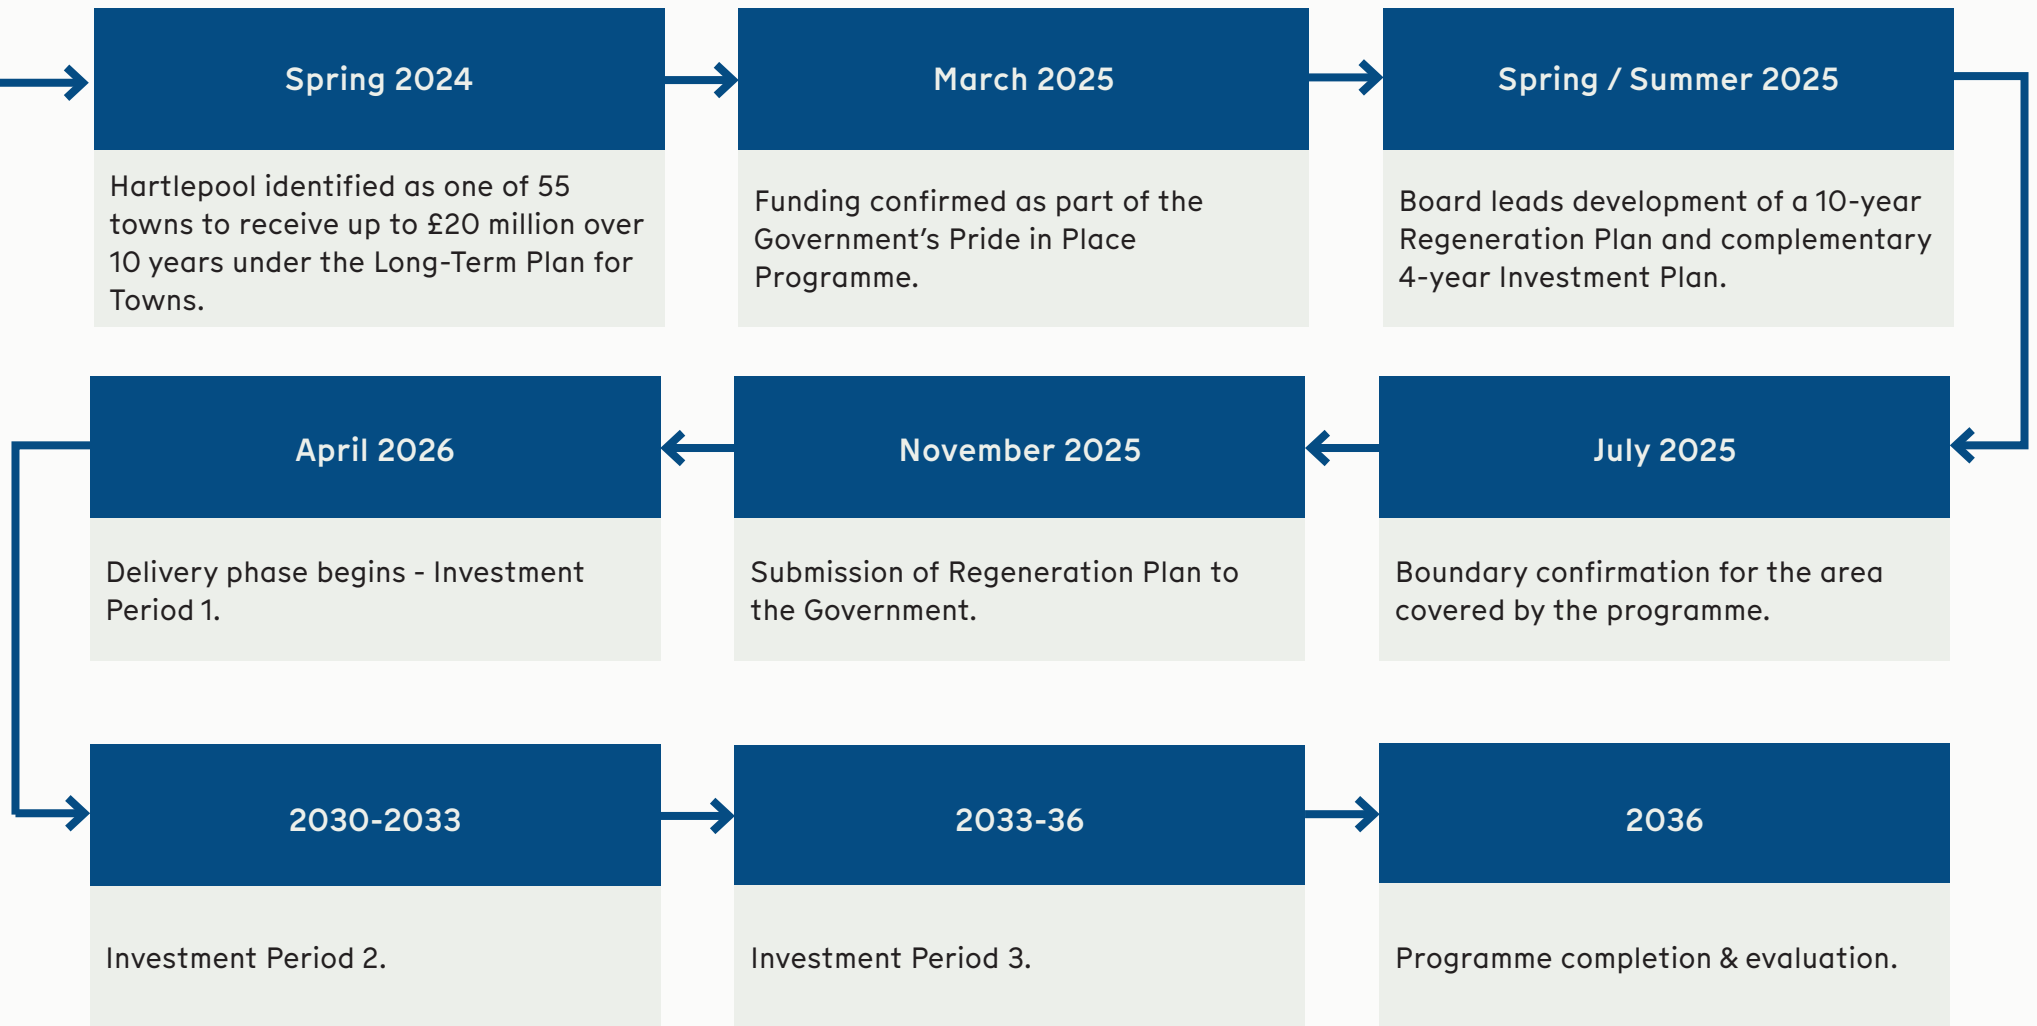 Spring 2024
Hartlepool identified as one of 55
towns to receive up to £20 million over
10 years under the Long-Term Plan for
Towns.
March 2025
Funding confirmed as part of the
Government's Pride in Place
Programme.
Spring / Summer 2025
Board leads development of a 10-year
Regeneration Plan and complementary
4-year Investment Plan.
July 2025
Boundary confirmation for the area
covered by the programme.
November 2025
Submission of Regeneration Plan to
the Government.
April 2026
Delivery phase begins - Investment
Period 1.
2030-2033
Investment Period 2.
2033-36
Investment Period 3.
2036
Programme completion & evaluation.